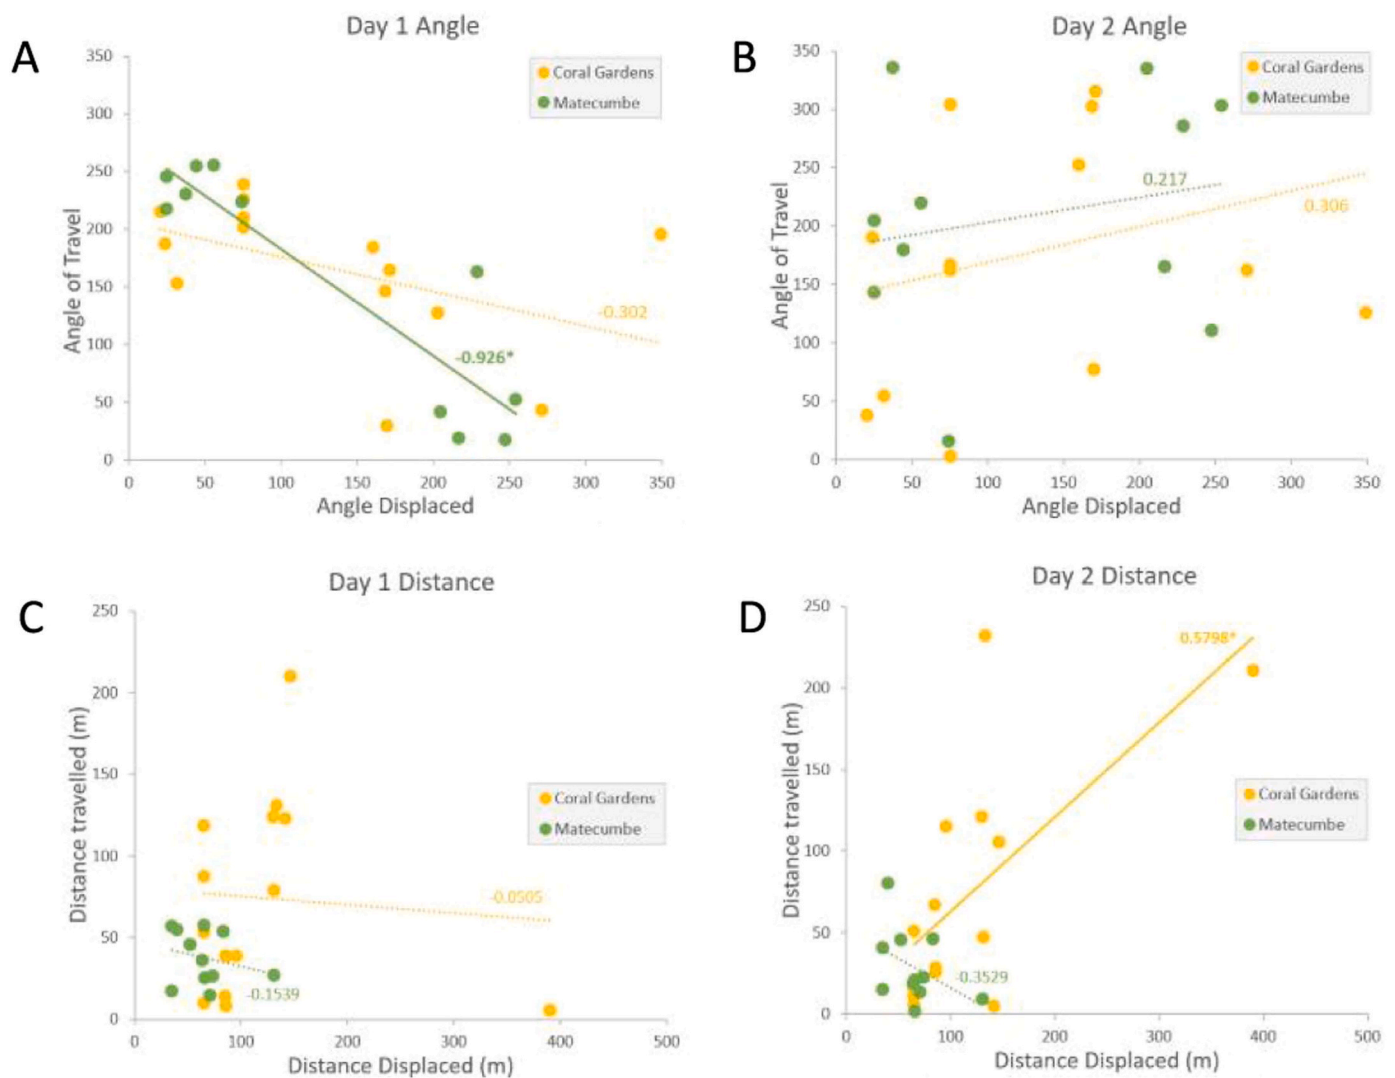 A
Day 1 Angle
Coral Gardens
Matecumbe
350
300
250
200
150
100
50
0
Angle of Travel
-0.302
-0.926*
0 50 100 150 200 250 300 350
Angle Displaced
B
Day 2 Angle
Coral Gardens
Matecumbe
350
300
250
200
150
100
50
0
Angle of Travel
0.217
0.306
0 50 100 150 200 250 300 350
Angle Displaced
C
Day 1 Distance
250
200
150
100
50
0
Distance travelled (m)
Coral Gardens
Matecumbe
-0.0505
-0.1539
0 100 200 300 400 500
Distance Displaced (m)
D
Day 2 Distance
250
200
150
100
50
0
Distance travelled (m)
0.5798*
Coral Gardens
Matecumbe
-0.3529
0 100 200 300 400 500
Distance Displaced (m)